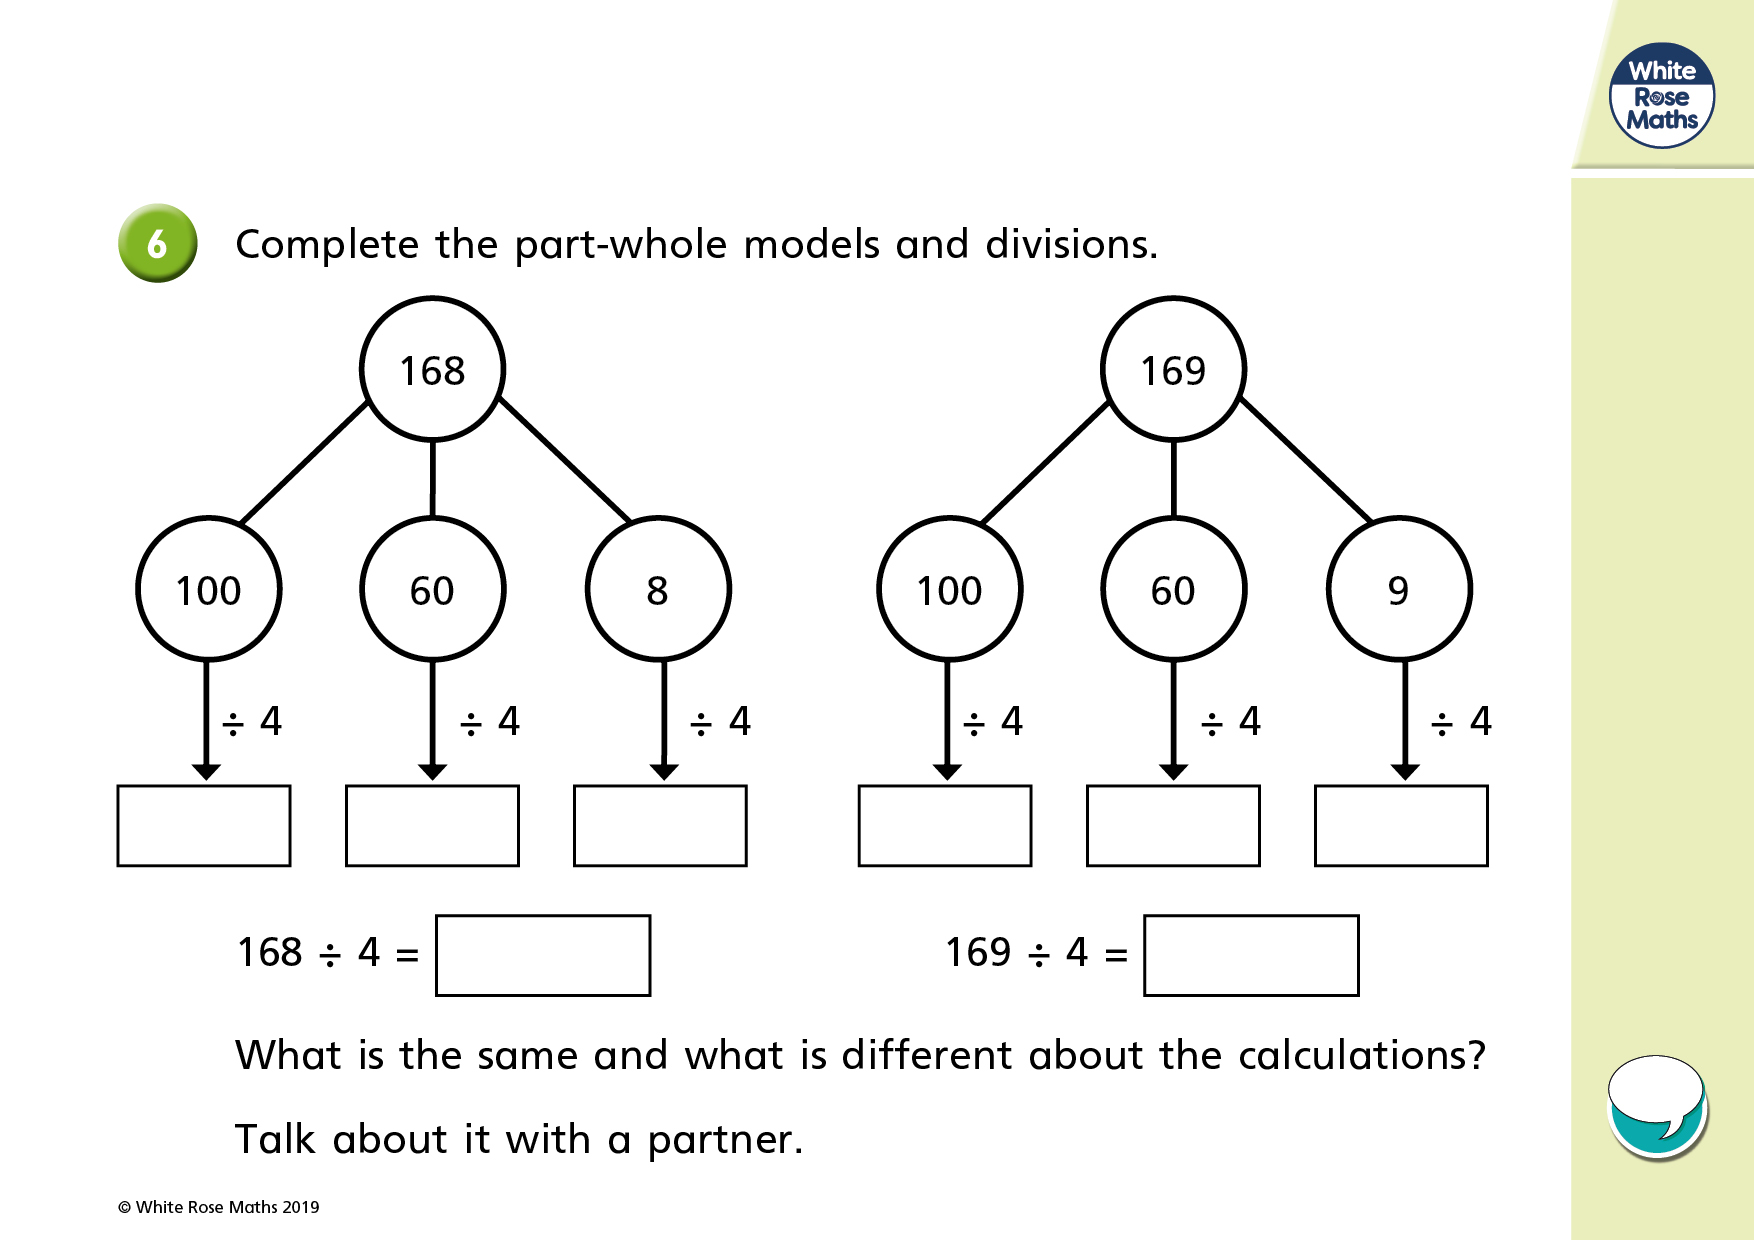 White
Rose
Maths
6 Complete the part-whole models and divisions.
168 169
100 60 8 100 60 9
÷ 4 ÷ 4 ÷ 4 ÷ 4 ÷ 4 ÷ 4
168 ÷ 4 = 169 ÷ 4 =
What is the same and what is different about the calculations?
Talk about it with a partner.
© White Rose Maths 2019